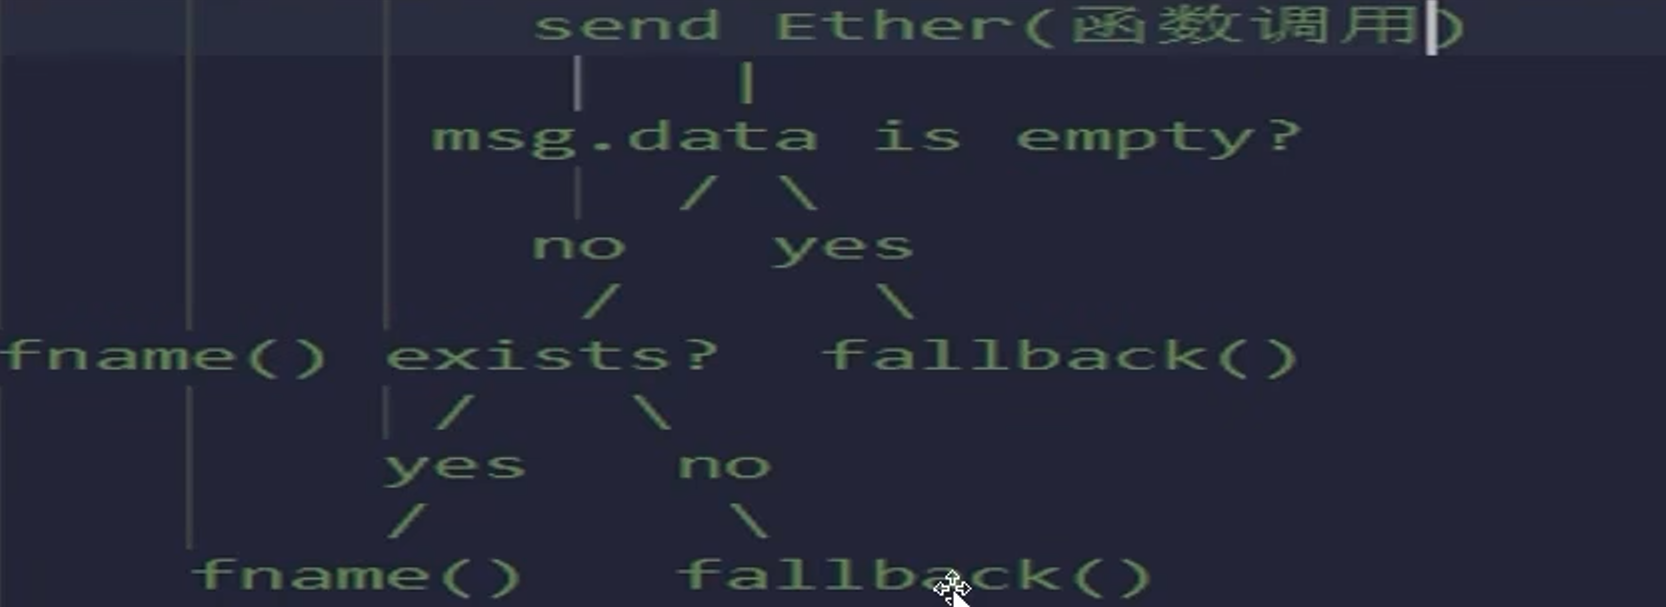 send Ether(函数调用)
|
msg.data is empty?
/ \
no yes
/ \
fname() exists? fallback()
/ \
yes no
/ \
fname() fallback()